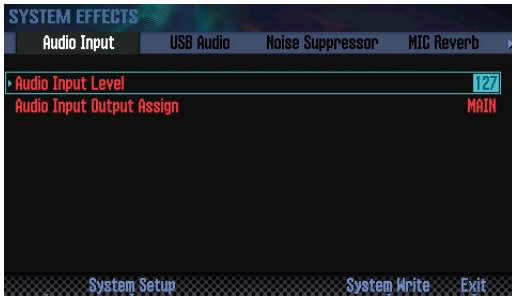 SYSTEM EFFECTS
Audio Input USB Audio Noise Suppressor MIC Reverb
Audio Input Level 127
Audio Input Output Assign MAIN
System Setup System Write Exit